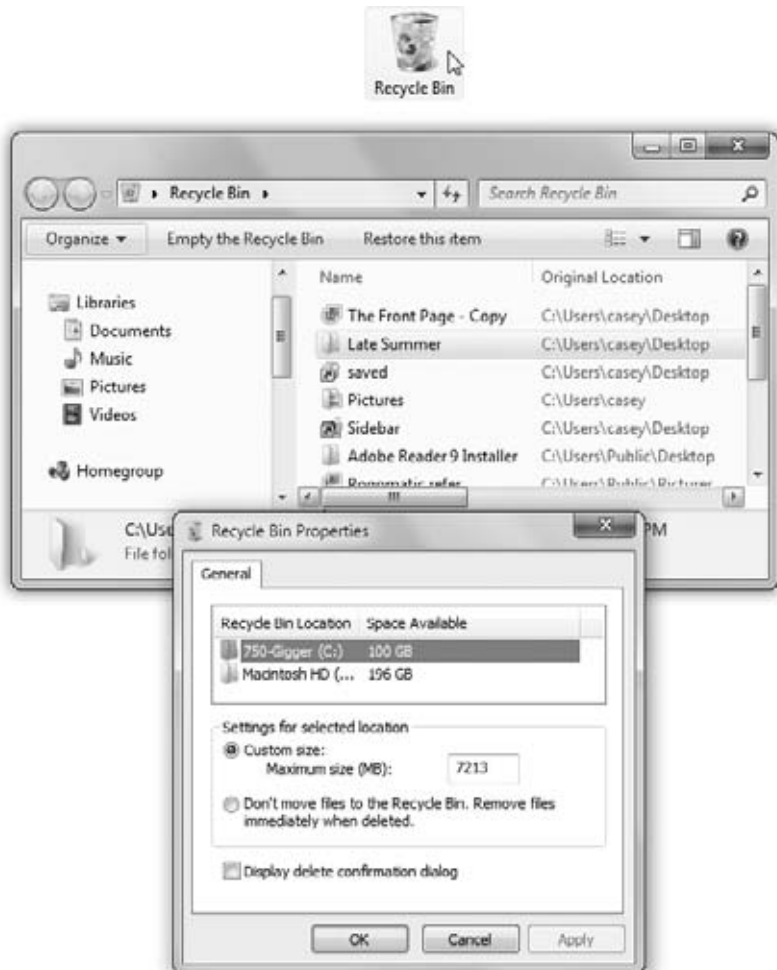 Recycle Bin
Recycle Bin
Search Recycle Bin
Organize
Empty the Recycle Bin
Restore this item
Name
Original Location
Libraries
Documents
Music
Pictures
Videos
Homegroup
The Front Page - Copy C:\Users\casey\Desktop
Late Summer C:\Users\casey\Desktop
saved C:\Users\casey\Desktop
Pictures C:\Users\casey
Sidebar C:\Users\casey\Desktop
Adobe Reader 9 Installer C:\Users\Public\Desktop
C:\Use
File fol
PM
Recycle Bin Properties
General
Recycle Bin Location Space Available
750-Gigger (C:) 100 GB
Macintosh HD (... 196 GB
Settings for selected location
Custom size:
Maximum size (MB): 7213
Don't move files to the Recycle Bin. Remove files
immediately when deleted.
Display delete confirmation dialog
OK Cancel Apply